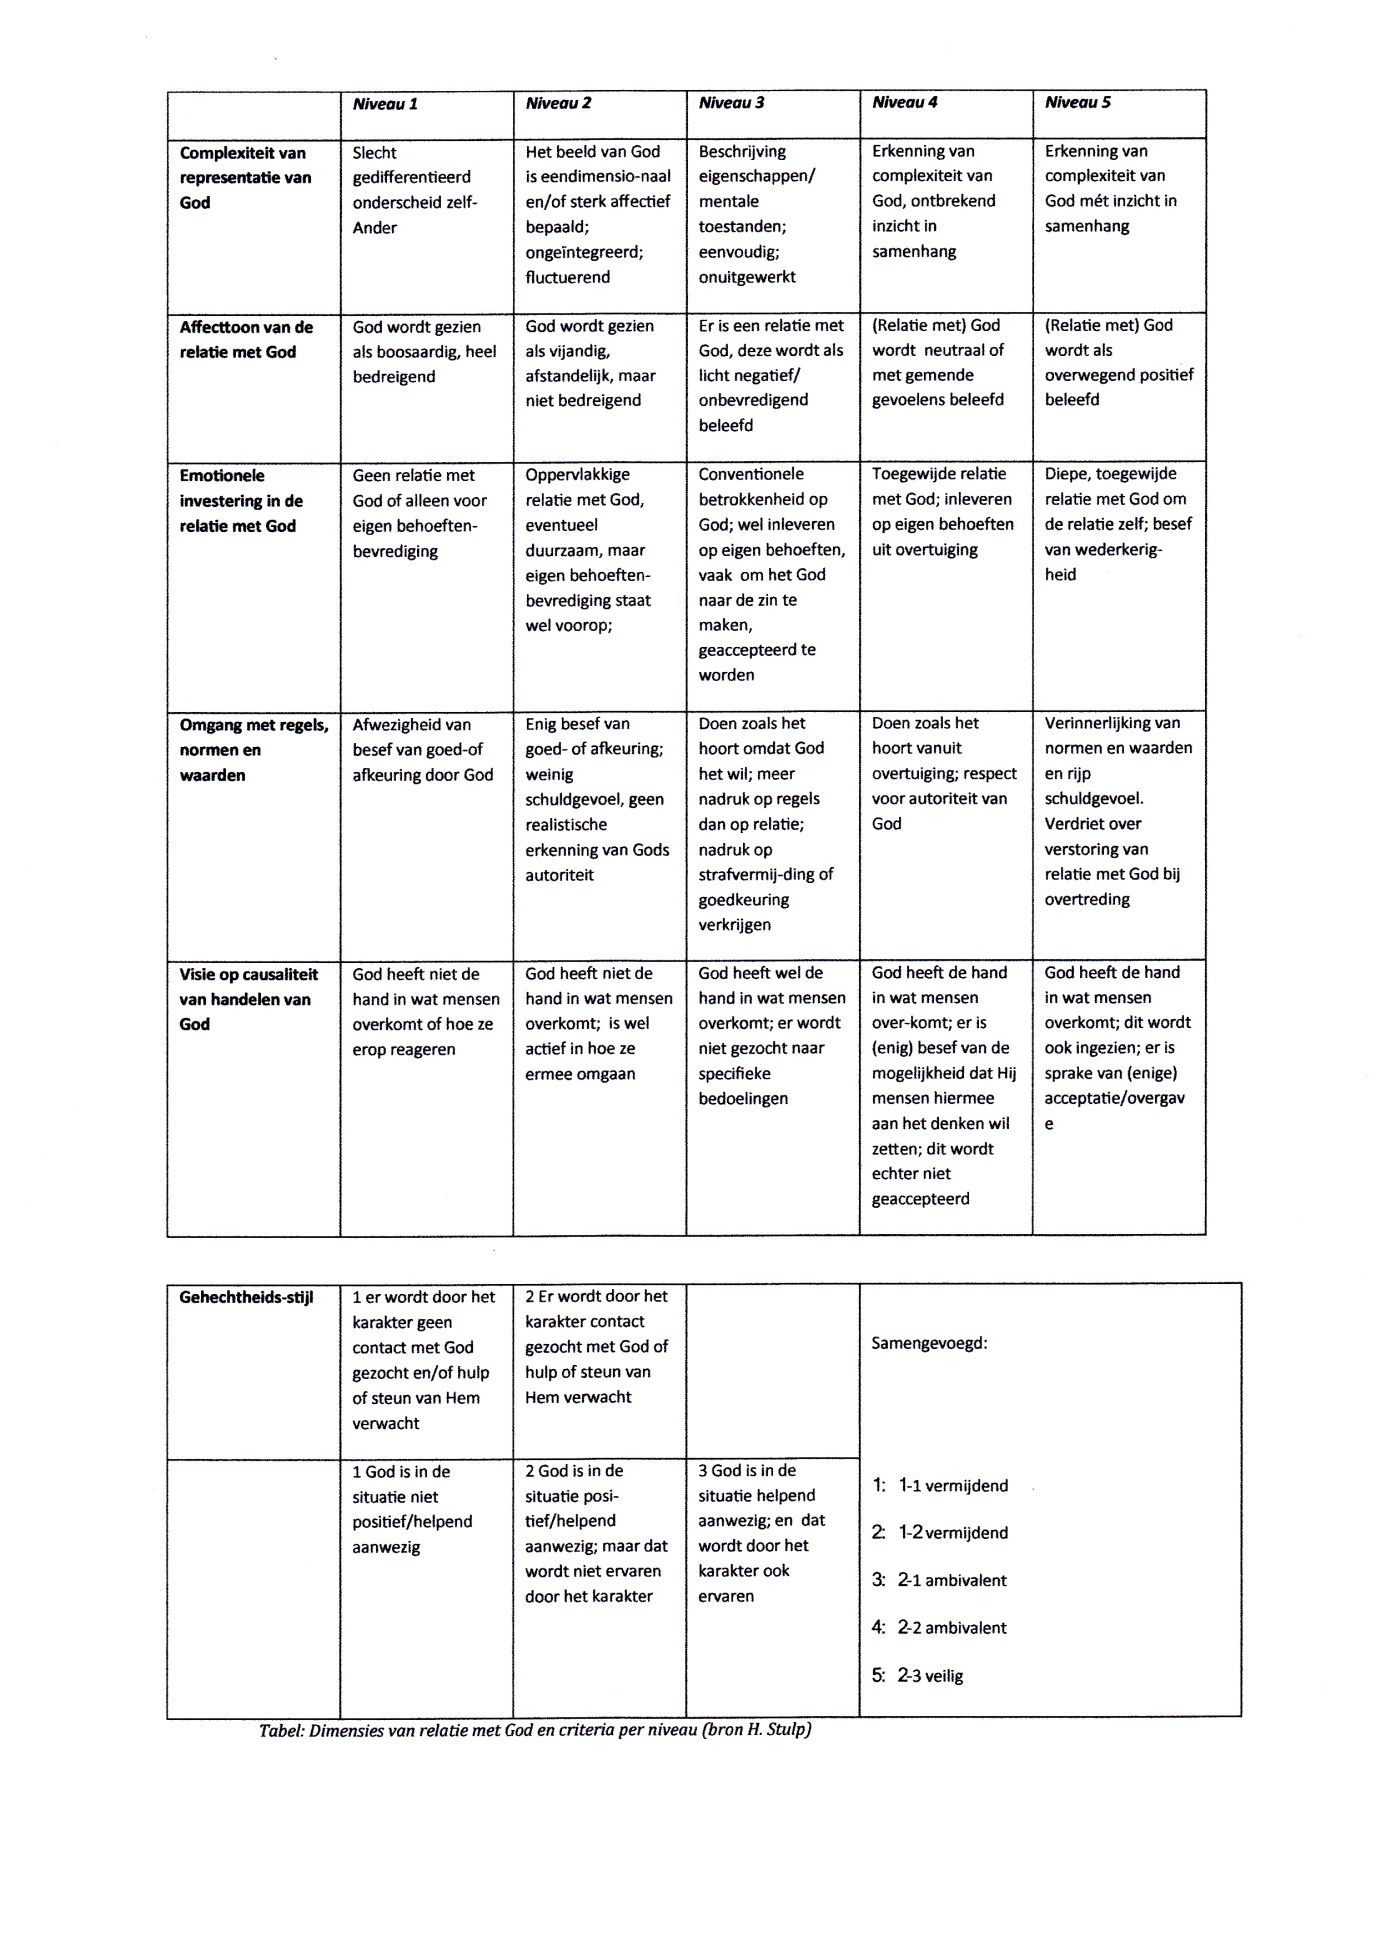 Niveau 1
Niveau 2
Niveau 3
Niveau 4
Niveau 5
Complexiteit van
representatie van
God
Slecht
gedifferentieerd
onderscheid zelf-
Ander
Het beeld van God
is eendimensio-naal
en/of sterk affectief
bepaald;
ongeïntegreerd;
fluctuerend
Beschrijving
eigenschappen/
mentale
toestanden;
eenvoudig;
onuitgewerkt
Erkenning van
complexiteit van
God, ontbrekend
inzicht in
samenhang
Erkenning van
complexiteit van
God mét inzicht in
samenhang
Affecttoon van de
relatie met God
God wordt gezien
als boosaardig, heel
bedreigend
God wordt gezien
als vijandig,
afstandelijk, maar
niet bedreigend
Er is een relatie met
God, deze wordt als
licht negatief/
onbevredigend
beleefd
(Relatie met) God
wordt neutraal of
met gemende
gevoelens beleefd
(Relatie met) God
wordt als
overwegend positief
beleefd
Emotionele
investering in de
relatie met God
Geen relatie met
God of alleen voor
eigen behoeften-
bevrediging
Oppervlakkige
relatie met God,
eventueel
duurzaam, maar
eigen behoeften-
bevrediging staat
wel voorop;
Conventionele
betrokkenheid op
God; wel inleveren
op eigen behoeften,
vaak om het God
naar de zin te
maken,
geaccepteerd te
worden
Toegewijde relatie
met God; inleveren
op eigen behoeften
uit overtuiging
Diepe, toegewijde
relatie met God om
de relatie zelf; besef
van wederkerig-
heid
Omgang met regels,
normen en
waarden
Afwezigheid van
besef van goed-of
afkeuring door God
Enig besef van
goed- of afkeuring;
weinig
schuldgevoel, geen
realistische
erkenning van Gods
autoriteit
Doen zoals het
hoort omdat God
het wil; meer
nadruk op regels
dan op relatie;
nadruk op
strafvermij-ding of
goedkeuring
verkrijgen
Doen zoals het
hoort vanuit
overtuiging; respect
voor autoriteit van
God
Verinnerlijking van
normen en waarden
en rijp
schuldgevoel.
Verdriet over
verstoring van
relatie met God bij
overtreding
Visie op causaliteit
van handelen van
God
God heeft niet de
hand in wat mensen
overkomt of hoe ze
erop reageren
God heeft niet de
hand in wat mensen
overkomt; is wel
actief in hoe ze
ermee omgaan
God heeft wel de
hand in wat mensen
overkomt; er wordt
niet gezocht naar
specifieke
bedoelingen
God heeft de hand
in wat mensen
over-komt; er is
(enig) besef van de
mogelijkheid dat Hij
mensen hiermee
aan het denken wil
zetten; dit wordt
echter niet
geaccepteerd
God heeft de hand
in wat mensen
overkomt; dit wordt
ook ingezien; er is
sprake van (enige)
acceptatie/overgav
e
Gehechtheids-stijl
1 er wordt door het
karakter geen
contact met God
gezocht en/of hulp
of steun van Hem
verwacht
2 Er wordt door het
karakter contact
gezocht met God of
hulp of steun van
Hem verwacht
Samengevoegd:
1 God is in de
situatie niet
positief/helpend
aanwezig
2 God is in de
situatie posi-
tief/helpend
aanwezig; maar dat
wordt niet ervaren
door het karakter
3 God is in de
situatie helpend
aanwezig; en dat
wordt door het
karakter ook
ervaren
1: 1-1 vermijdend
2: 1-2 vermijdend
3: 2-1 ambivalent
4: 2-2 ambivalent
5: 2-3 veilig
Tabel: Dimensies van relatie met God en criteria per niveau (bron H. Stulp)